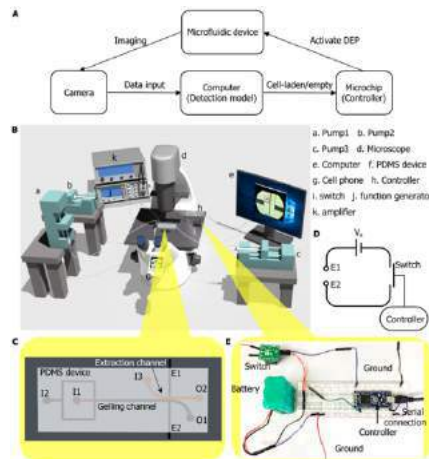 A
Microfluidic device
Imaging
Activate DEP
Camera
Data input
Computer
(Detection model)
Cell-laden/empty
Microchip
(Controller)
B
a
b
k
d
e
h
c
g
a. Pump1 b. Pump2
c. Pump3 d. Microscope
e. Computer f. PDMS device
g. Cell phone h. Controller
i. switch j. function generato
k. amplifier
D
E1
E2
Switch
Controller
C
Extraction channel
PDMS device
I3
E1
I2
I1
O2
Gelling channel
O1
E2
E
Switch
Ground
Battery
Serial
connection
Controller
Ground